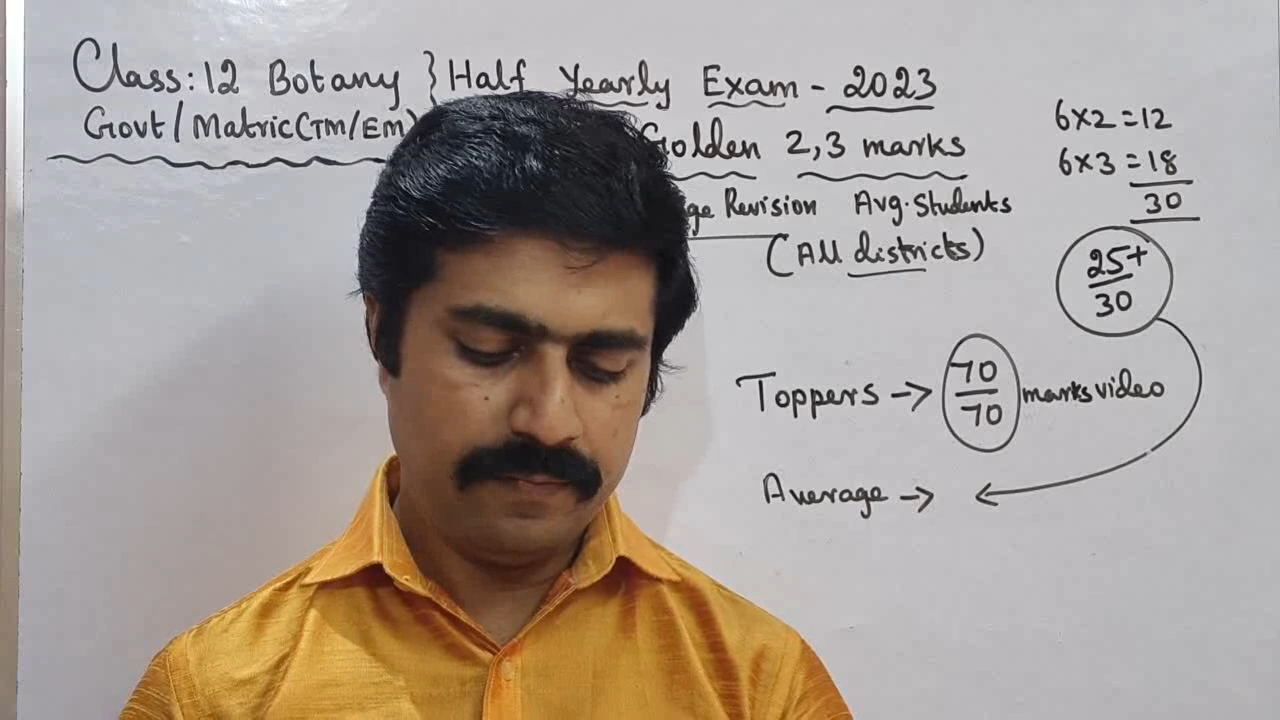 Class: 12 Botany } Half Yearly Exam - 2023
Govt/Matric(TM/EM) Golden 2,3 marks
Revision Avg. Students
(All districts)
6x2=12
6x3=18
30
25+
30
Toppers → 70
70 marks video
Average → ←